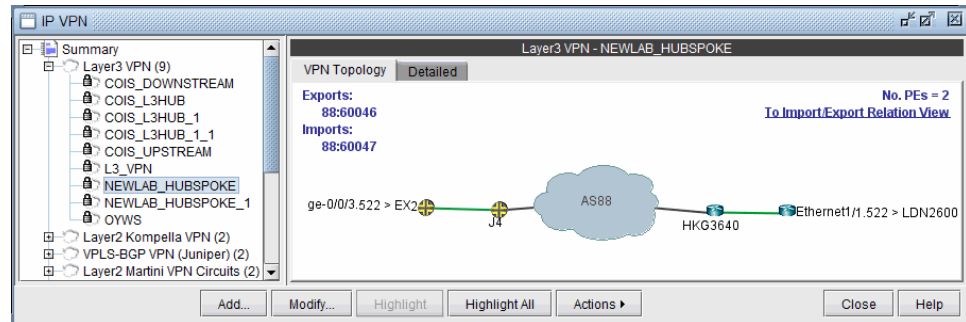 IP VPN
Summary
Layer3 VPN (9)
COIS_DOWNSTREAM
COIS_L3HUB
COIS_L3HUB_1
COIS_L3HUB_1_1
COIS_UPSTREAM
L3_VPN
NEWLAB_HUBSPOKE
NEWLAB_HUBSPOKE_1
OYWS
Layer2 Kompella VPN (2)
VPLS-BGP VPN (Juniper) (2)
Layer2 Martini VPN Circuits (2)
Layer3 VPN - NEWLAB_HUBSPOKE
VPN Topology Detailed
Exports:
88:60046
Imports:
88:60047
No. PEs = 2
To Import/Export Relation View
ge-0/0/3.522 > EX2
J4
AS88
HKG3640
Ethernet1/1.522 > LDN2600
Add... Modify... Highlight Highlight All Actions Close Help